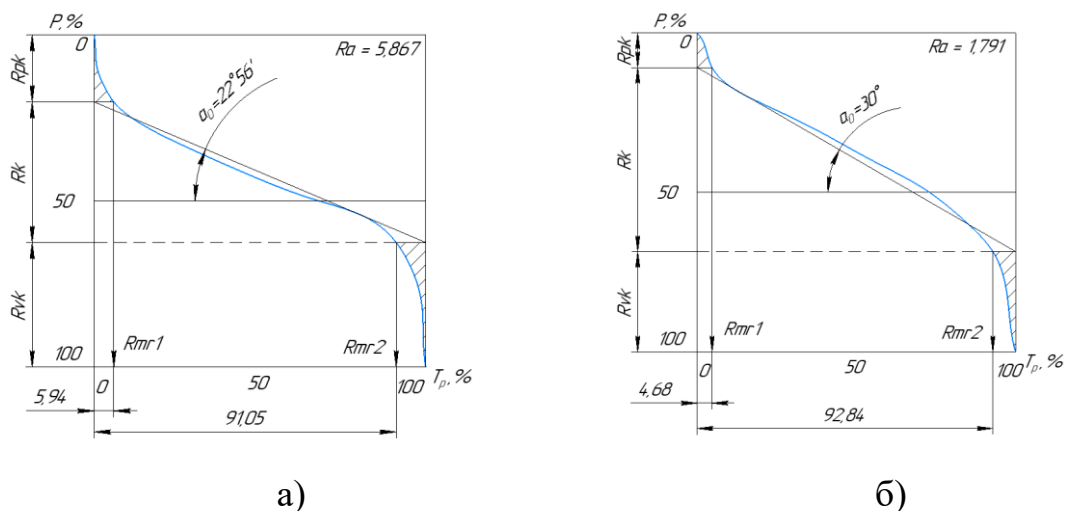 P, %
0
Ra = 5,867
Rpk
α₀=22°56'
Rk
50
Rvk
Rmr1
Rmr2
100
0
50
100
Tp, %
5,94
91,05
а)
P, %
0
Ra = 1,791
Rpk
α₀=30°
Rk
50
Rvk
Rmr1
Rmr2
100
0
50
100
Tp, %
4,68
92,84
б)